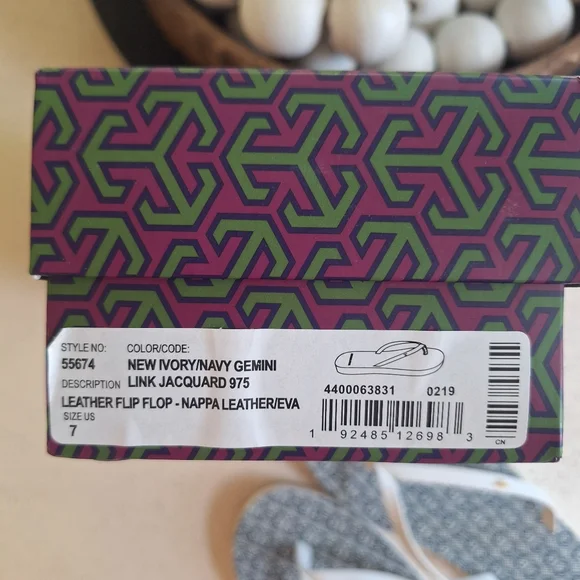 STYLE NO: COLOR/CODE:
55674 NEW IVORY/NAVY GEMINI
DESCRIPTION LINK JACQUARD 975
LEATHER FLIP FLOP - NAPPA LEATHER/EVA
SIZE US
7
4400063831 0219
1 92485 12698 3
CN